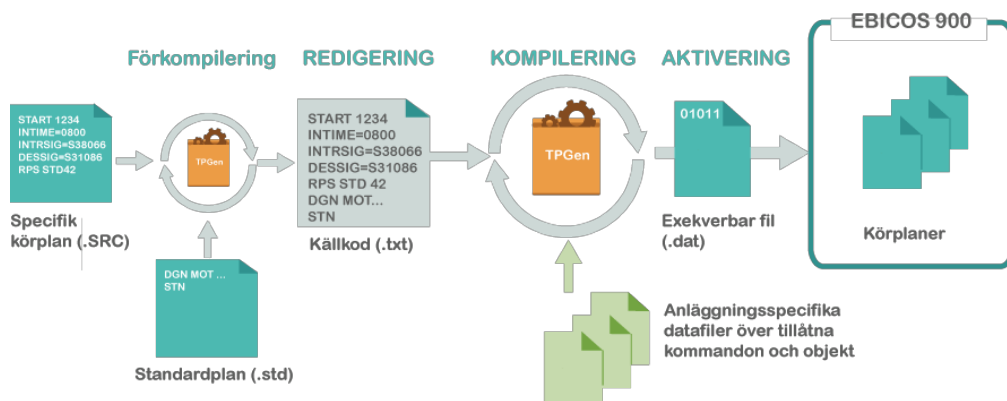 EBICOS 900
Förkompilering
REDIGERING
KOMPILERING
AKTIVERING
START 1234
INTIME=0800
INTRSIG=S38066
DESSIG=S31086
RPS STD42
TPGen
START 1234
INTIME=0800
INTRSIG=S38066
DESSIG=S31086
RPS STD 42
DGN MOT...
STN
TPGen
01011
Specifik
körplan (.SRC)
Källkod (.txt)
Exekverbar fil
(.dat)
Körplaner
DGN MOT ...
STN
Standardplan (.std)
Anläggningsspecifika
datafiler över tillåtna
kommandon och objekt